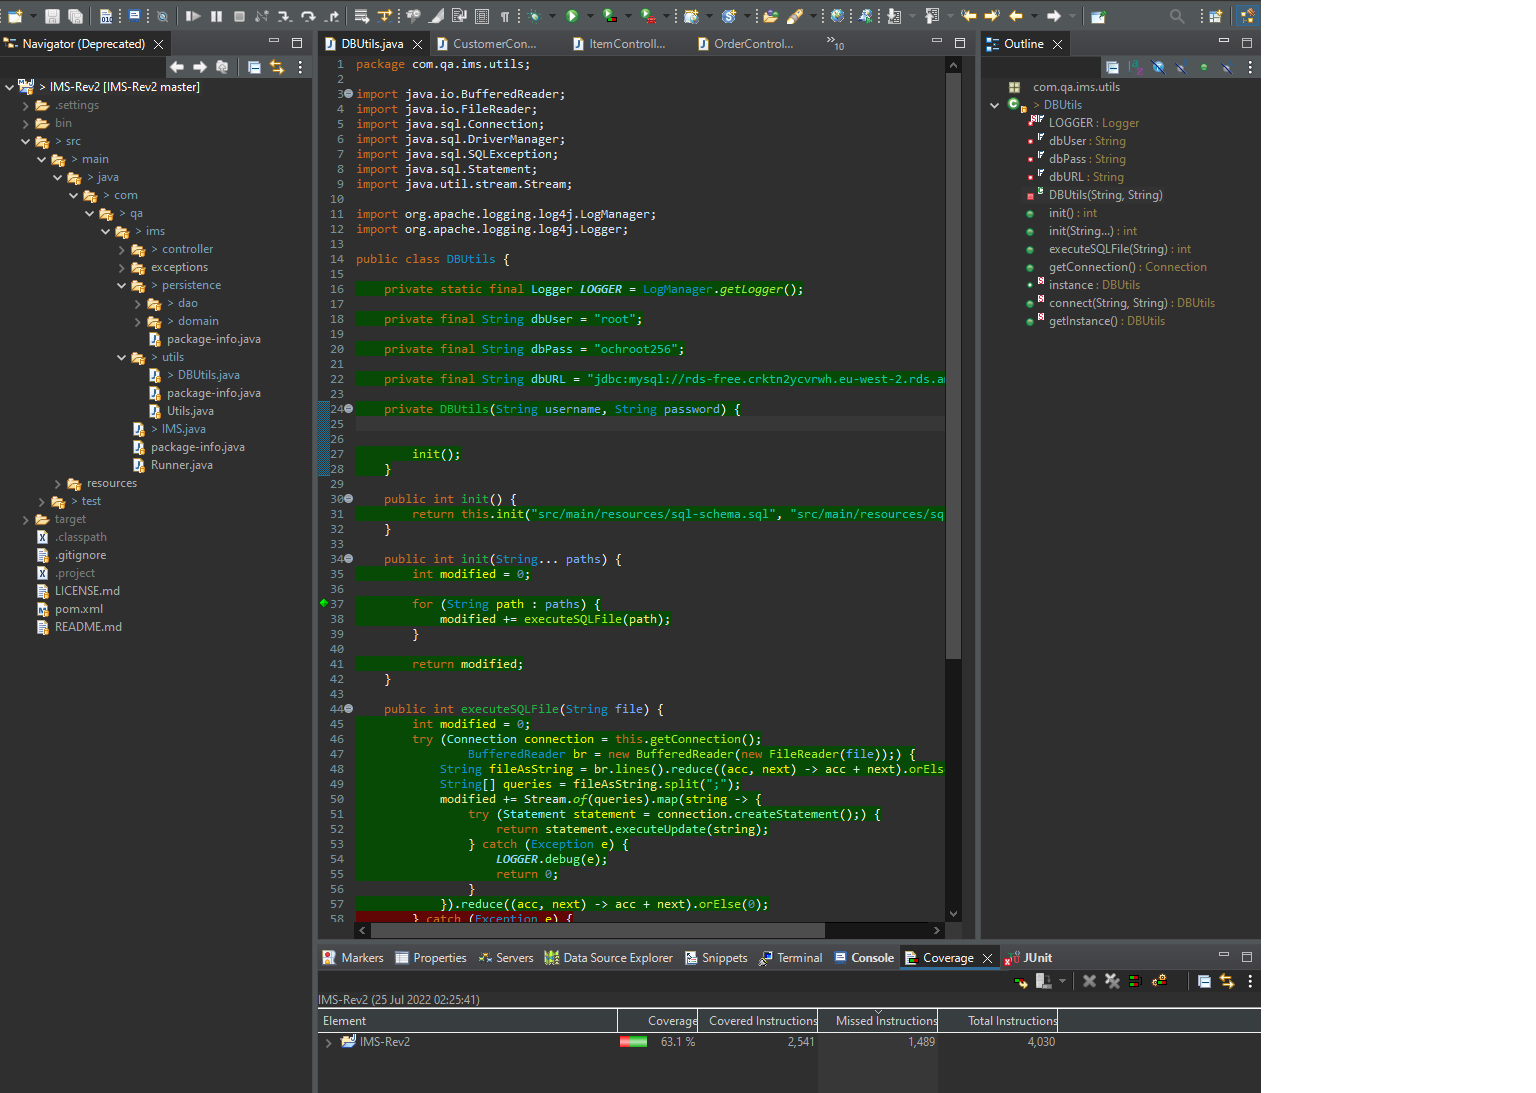 Navigator (Deprecated)
> IMS-Rev2 [IMS-Rev2 master]
.settings
bin
> src
> main
> java
> com
> qa
> ims
> controller
exceptions
> persistence
> dao
> domain
package-info.java
> utils
> DBUtils.java
package-info.java
Utils.java
> IMS.java
package-info.java
Runner.java
resources
> test
target
.classpath
.gitignore
.project
LICENSE.md
pom.xml
README.md
DBUtils.java CustomerCon... ItemControll... OrderControl... »10
1 package com.qa.ims.utils;
2
3 import java.io.BufferedReader;
4 import java.io.FileReader;
5 import java.sql.Connection;
6 import java.sql.DriverManager;
7 import java.sql.SQLException;
8 import java.sql.Statement;
9 import java.util.stream.Stream;
10
11 import org.apache.logging.log4j.LogManager;
12 import org.apache.logging.log4j.Logger;
13
14 public class DBUtils {
15
16 private static final Logger LOGGER = LogManager.getLogger();
17
18 private final String dbUser = "root";
19
20 private final String dbPass = "ochroot256";
21
22 private final String dbURL = "jdbc:mysql://rds-free.crktn2ycvrwh.eu-west-2.rds.a
23
24 private DBUtils(String username, String password) {
25
26
27 init();
28 }
29
30 public int init() {
31 return this.init("src/main/resources/sql-schema.sql", "src/main/resources/sq
32 }
33
34 public int init(String... paths) {
35 int modified = 0;
36
37 for (String path : paths) {
38 modified += executeSQLFile(path);
39 }
40
41 return modified;
42 }
43
44 public int executeSQLFile(String file) {
45 int modified = 0;
46 try (Connection connection = this.getConnection();
47 BufferedReader br = new BufferedReader(new FileReader(file));) {
48 String fileAsString = br.lines().reduce((acc, next) -> acc + next).orEls
49 String[] queries = fileAsString.split(";");
50 modified += Stream.of(queries).map(string -> {
51 try (Statement statement = connection.createStatement();) {
52 return statement.executeUpdate(string);
53 } catch (Exception e) {
54 LOGGER.debug(e);
55 return 0;
56 }
57 }).reduce((acc, next) -> acc + next).orElse(0);
58 } catch (Exception e) {
Outline
com.qa.ims.utils
> DBUtils
LOGGER : Logger
dbUser : String
dbPass : String
dbURL : String
DBUtils(String, String)
init() : int
init(String...) : int
executeSQLFile(String) : int
getConnection() : Connection
instance : DBUtils
connect(String, String) : DBUtils
getInstance() : DBUtils
Markers Properties Servers Data Source Explorer Snippets Terminal Console Coverage JUnit
IMS-Rev2 (25 Jul 2022 02:25:41)
Element Coverage Covered Instructions Missed Instructions Total Instructions
IMS-Rev2 63.1 % 2,541 1,489 4,030